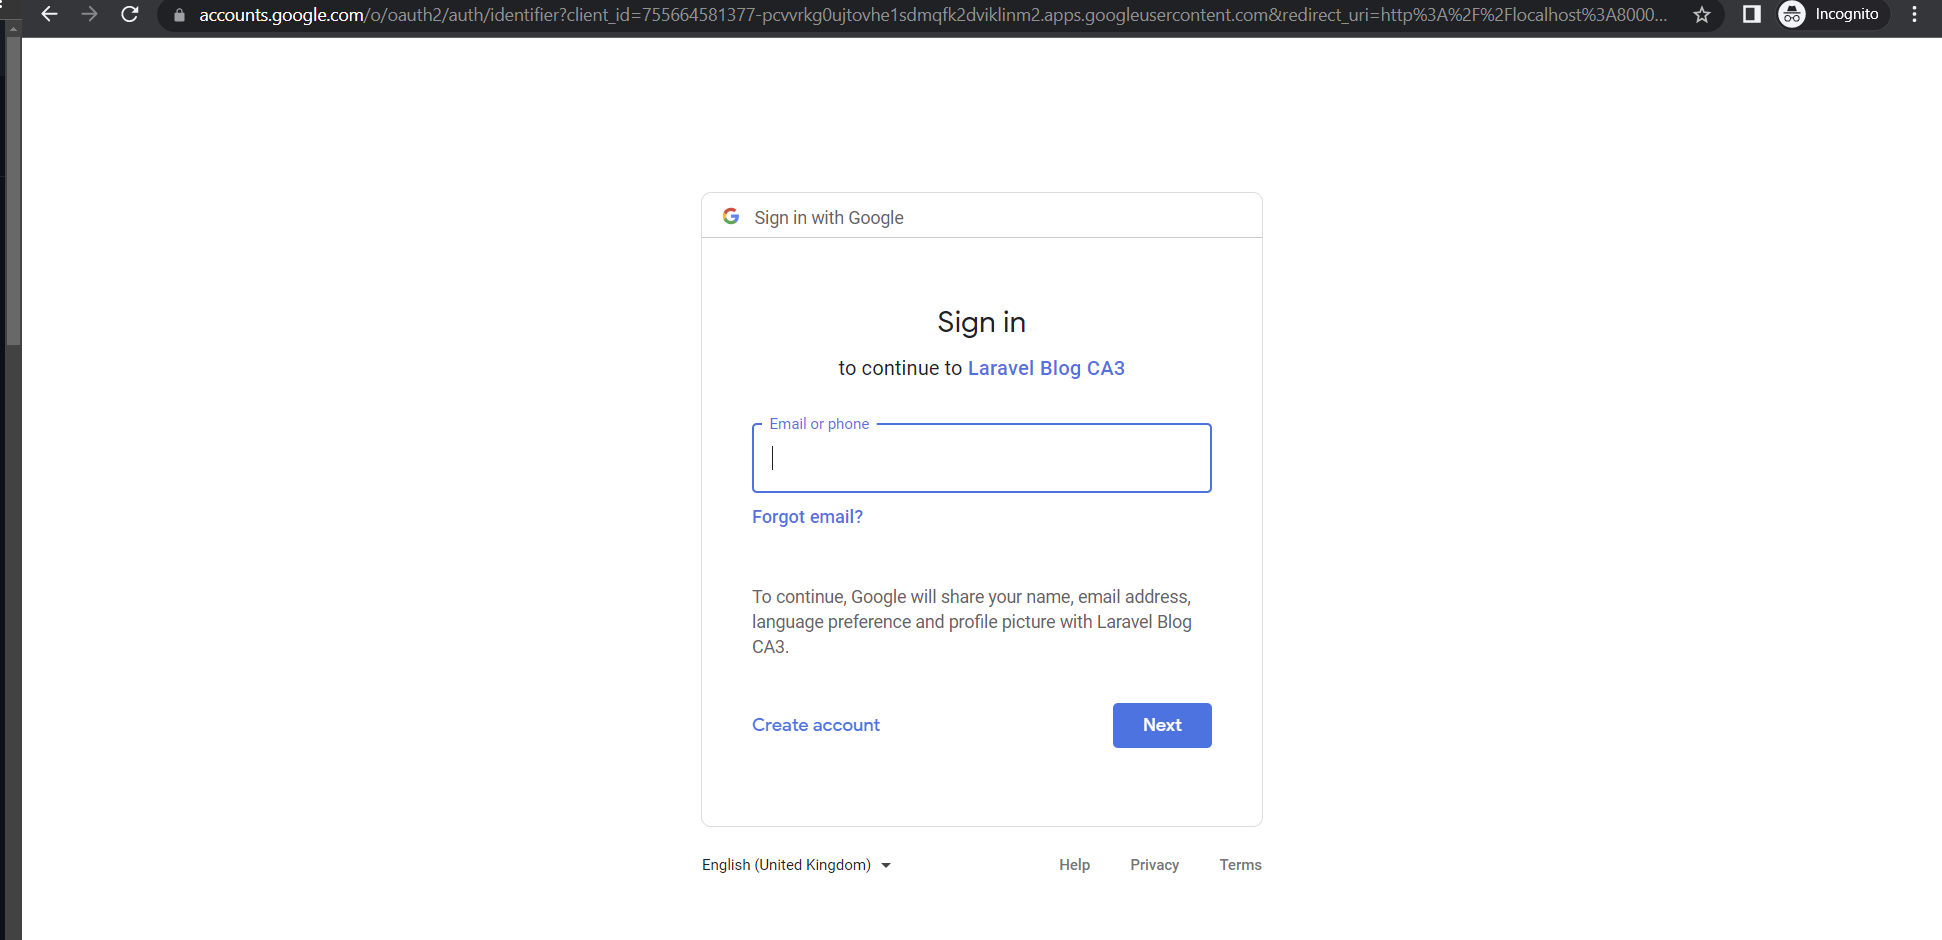 accounts.google.com/o/oauth2/auth/identifier?client_id=755664581377-pcvvrkg0ujtovhe1sdmqfk2dviklinm2.apps.googleusercontent.com&redirect_uri=http%3A%2F%2Flocalhost%3A8000...
Incognito
Sign in with Google
Sign in
to continue to Laravel Blog CA3
Email or phone
Forgot email?
To continue, Google will share your name, email address,
language preference and profile picture with Laravel Blog
CA3.
Create account
Next
English (United Kingdom)
Help
Privacy
Terms